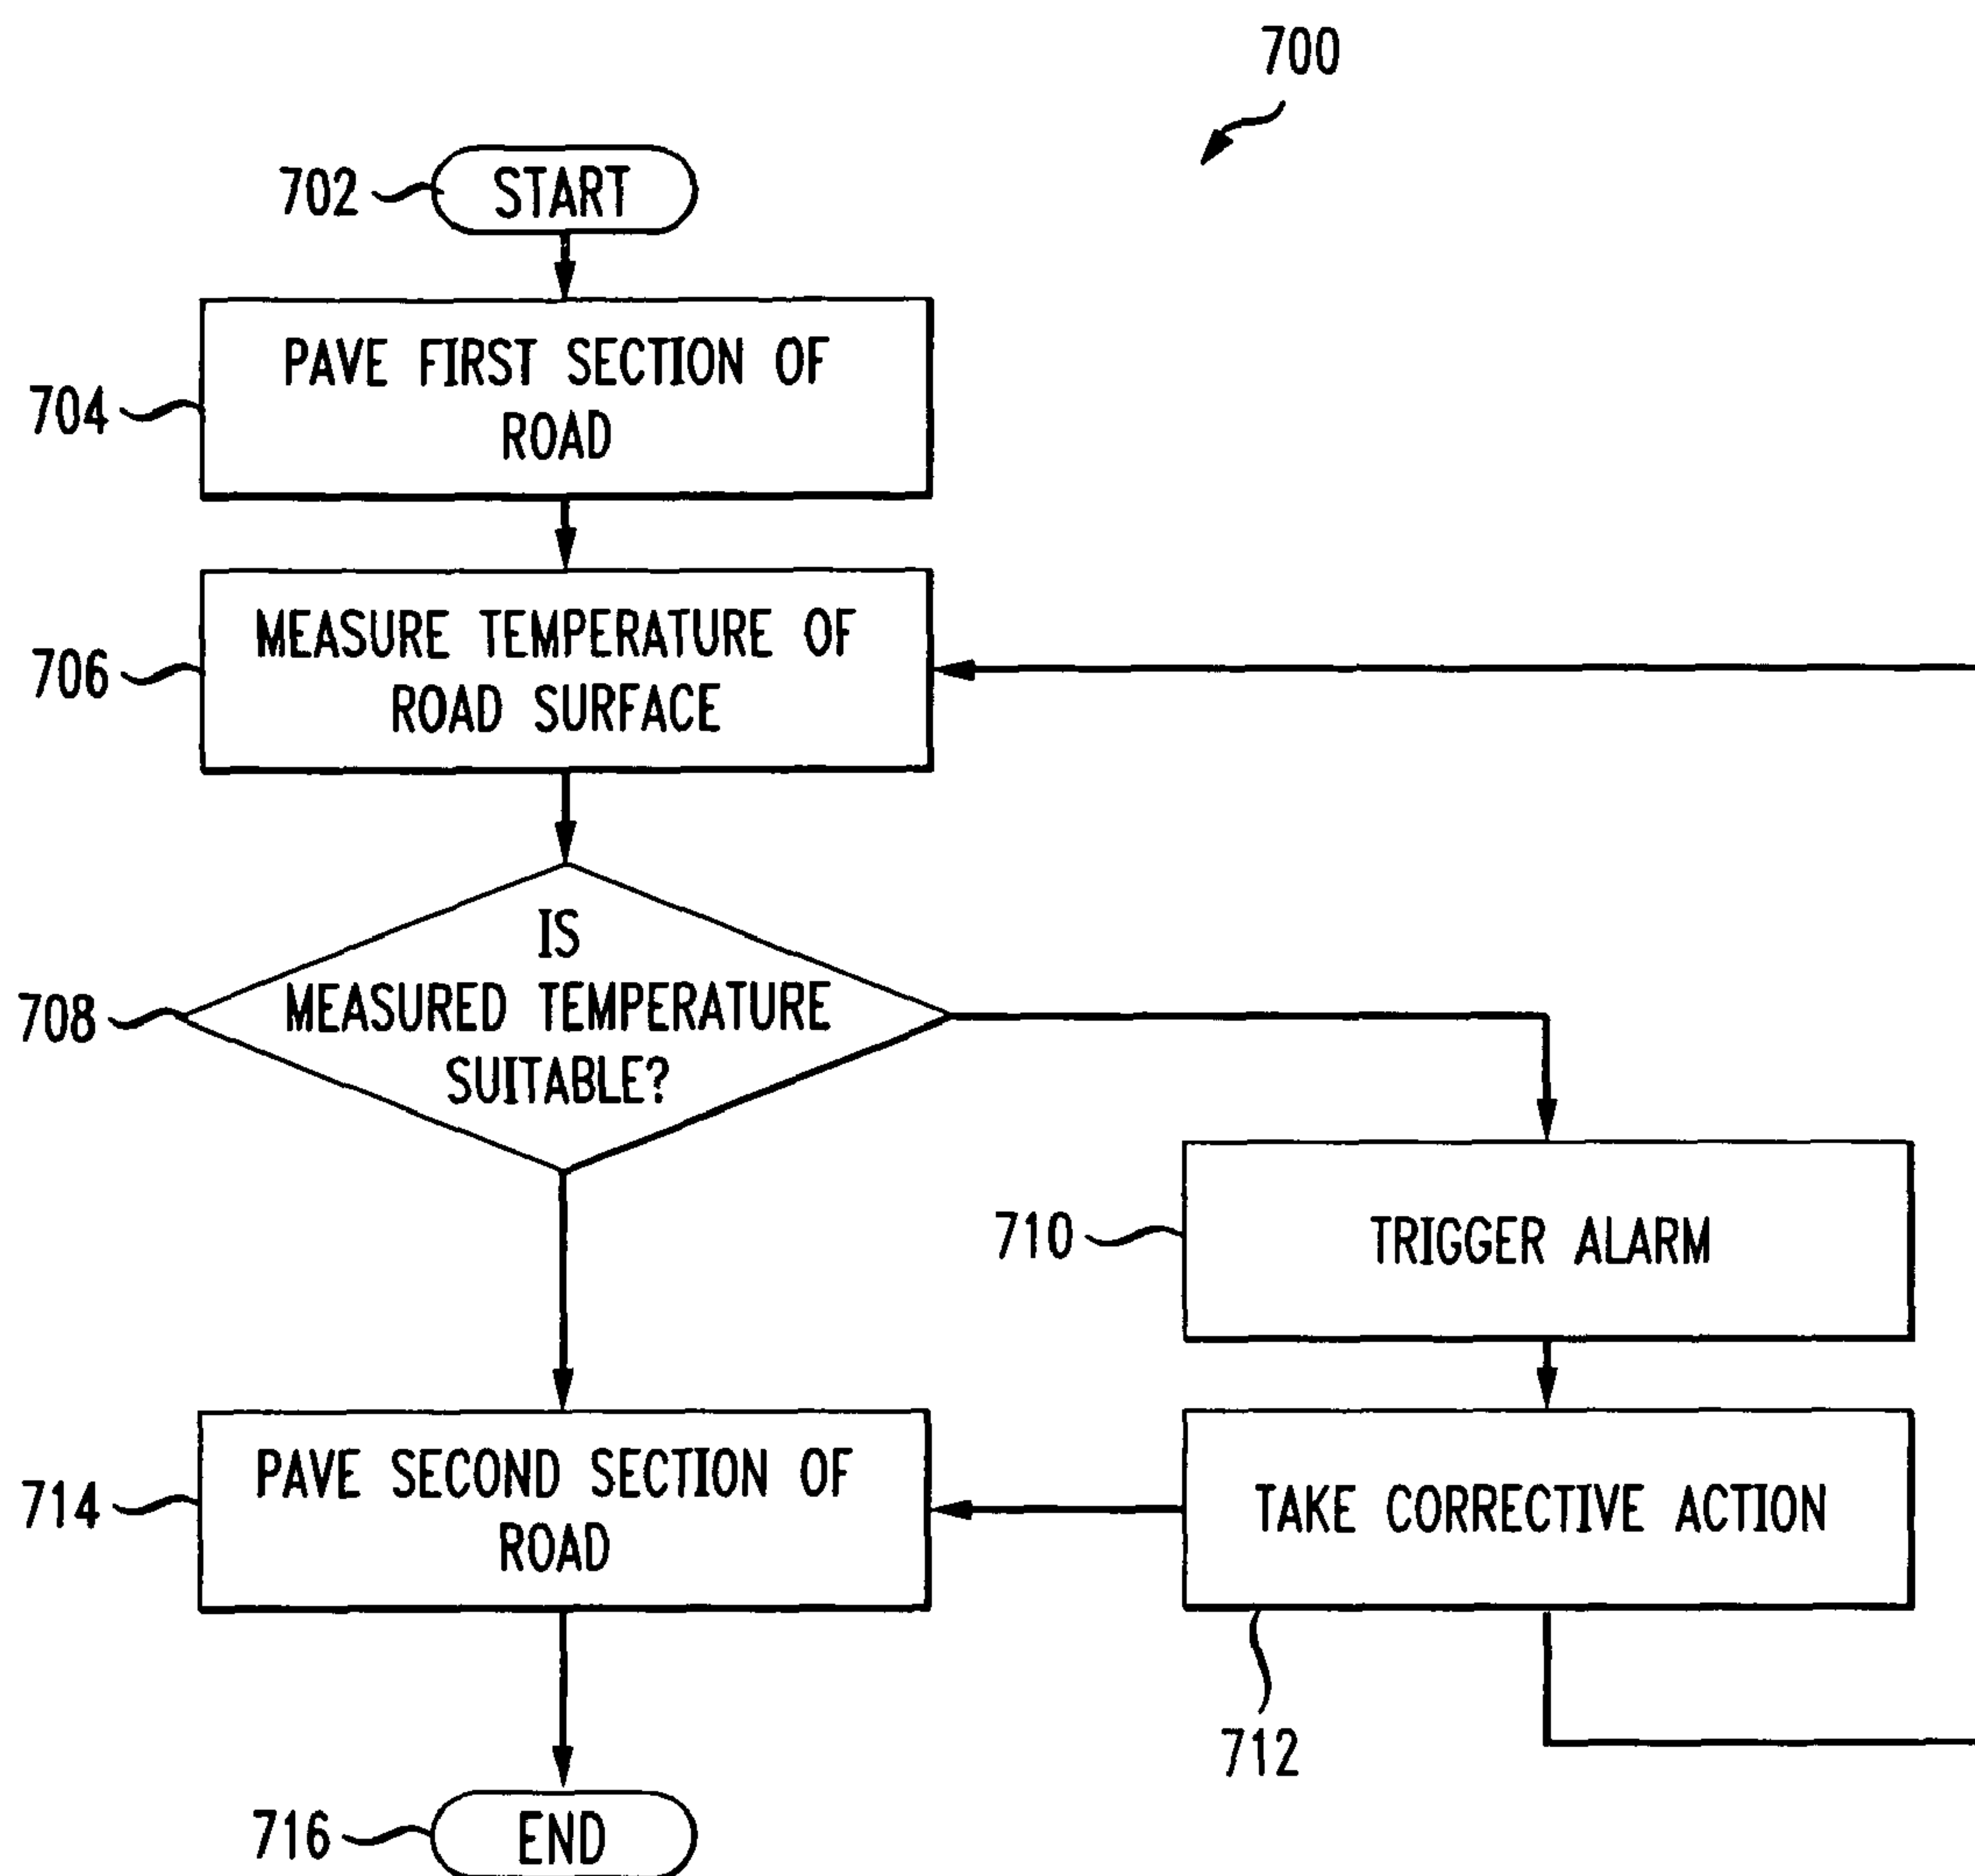 700
702
START
PAVE FIRST SECTION OF
ROAD
704
MEASURE TEMPERATURE OF
ROAD SURFACE
706
IS
MEASURED TEMPERATURE
SUITABLE?
708
710
TRIGGER ALARM
PAVE SECOND SECTION OF
ROAD
714
TAKE CORRECTIVE ACTION
712
716
END